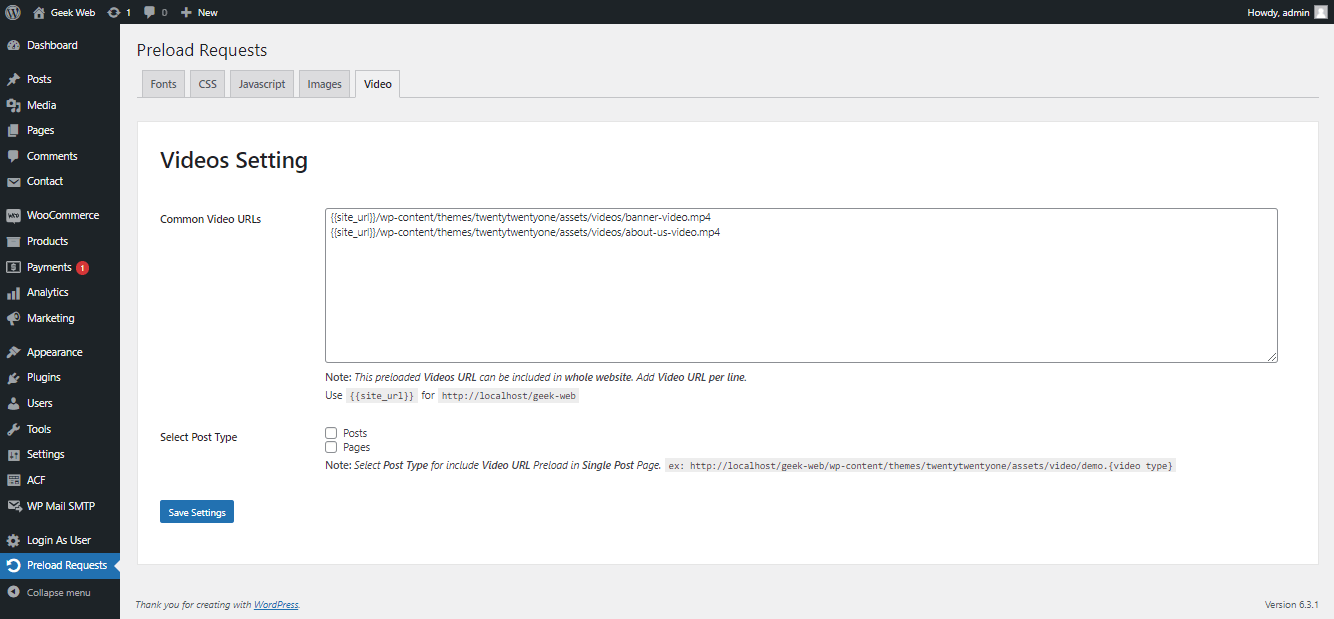 Geek Web 1 0 New Howdy, admin
Dashboard
Posts
Media
Pages
Comments
Contact
WooCommerce
Products
Payments 1
Analytics
Marketing
Appearance
Plugins
Users
Tools
Settings
ACF
WP Mail SMTP
Login As User
Preload Requests
Collapse menu
Preload Requests
Fonts CSS Javascript Images Video
Videos Setting
Common Video URLs
{{site_url}}/wp-content/themes/twentytwentyone/assets/videos/banner-video.mp4
{{site_url}}/wp-content/themes/twentytwentyone/assets/videos/about-us-video.mp4
Note: This preloaded Videos URL can be included in whole website. Add Video URL per line.
Use {{site_url}} for http://localhost/geek-web
Select Post Type
Posts
Pages
Note: Select Post Type for include Video URL Preload in Single Post Page. ex: http://localhost/geek-web/wp-content/themes/twentytwentyone/assets/video/demo.{video type}
Save Settings
Thank you for creating with WordPress.
Version 6.3.1